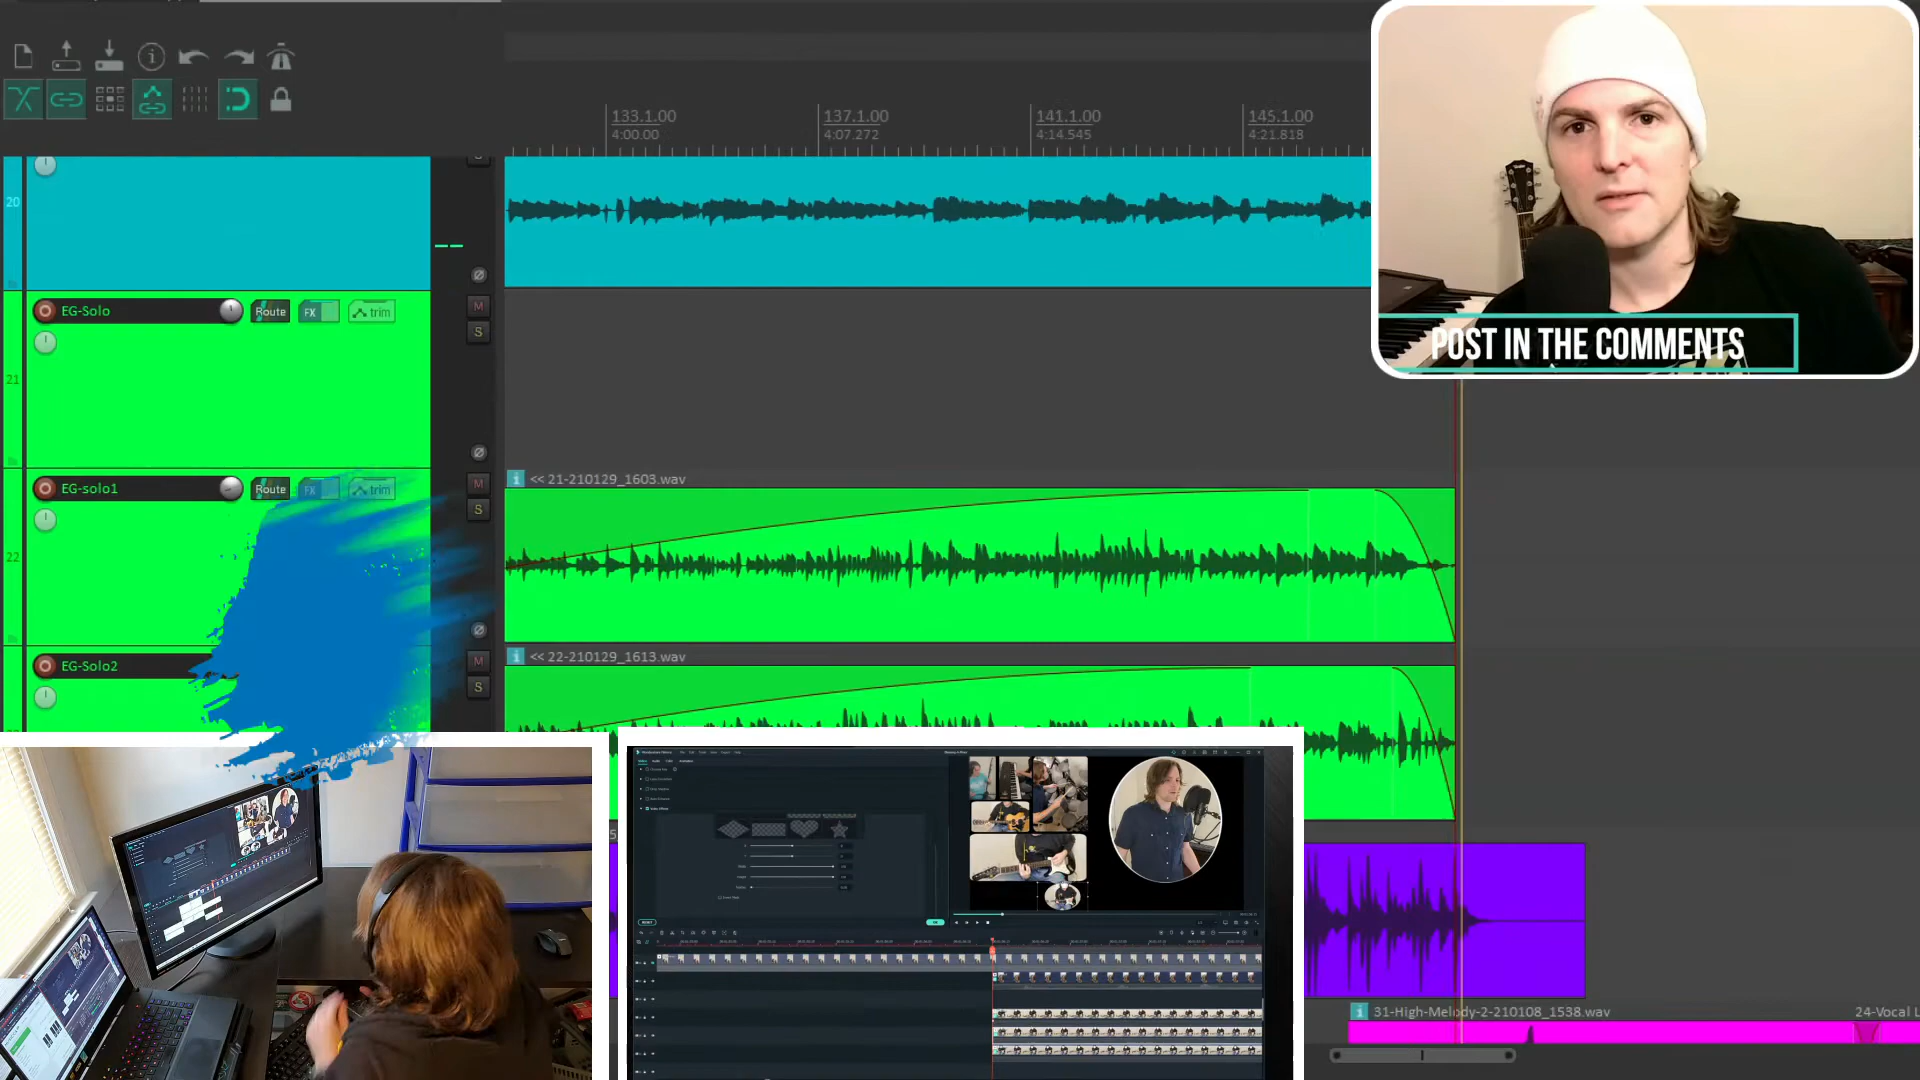 133.1.00
4:00.00
137.1.00
4:07.272
141.1.00
4:14.545
145.1.00
4:21.818
POST IN THE COMMENTS
20
EG-Solo
Route
FX
trim
M
S
21
<< 21-210129_1603.wav
EG-solo1
Route
FX
trim
M
S
22
<< 22-210129_1613.wav
EG-Solo2
M
S
31-High-Melody-2-210108_1538.wav
24-Vocal L